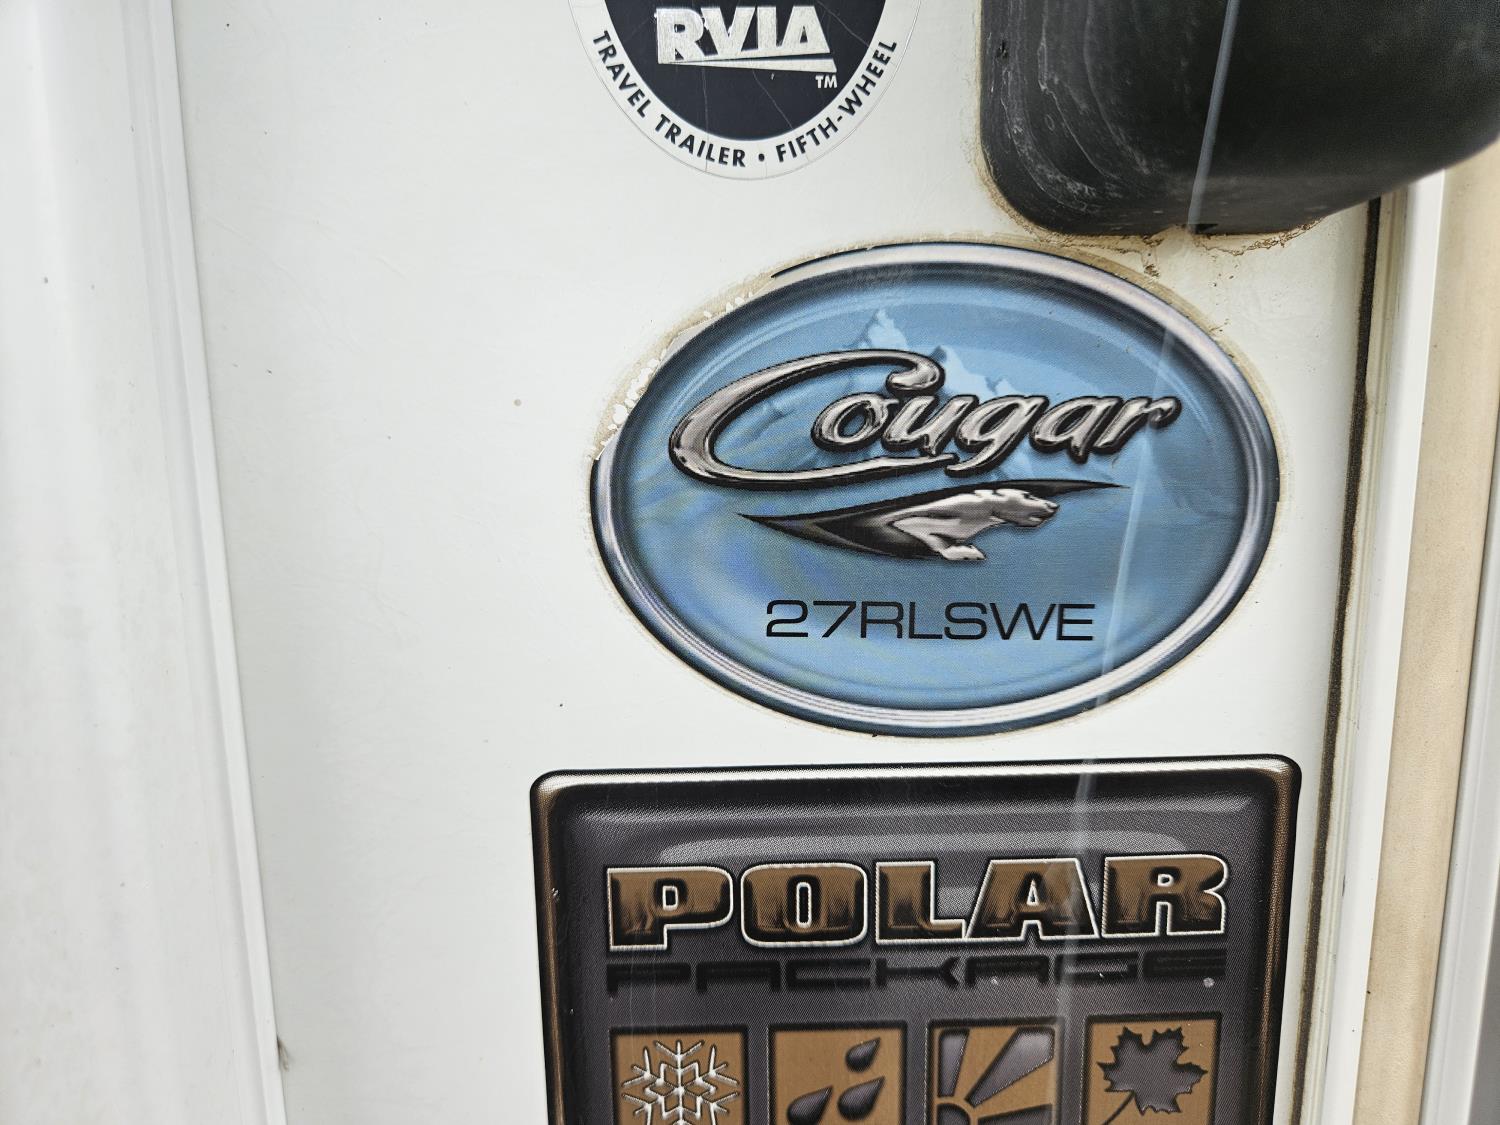 RVIA
TM
TRAVEL TRAILER • FIFTH-WHEEL
Cougar
27RLSWE
POLAR
PACKAGE